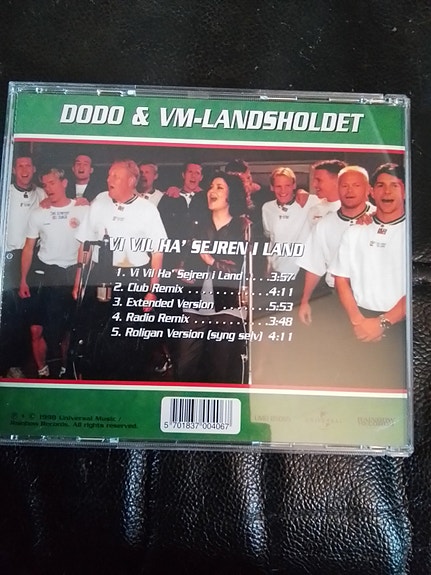 DODO & VM-LANDSHOLDET
VI VIL HA' SEJREN I LAND
1. Vi Vil Ha' Sejren i Land . . . . 3:57
2. Club Remix . . . . . . . . . . . . 4:11
3. Extended Version . . . . . . . 5:53
4. Radio Remix . . . . . . . . . . 3:48
5. Roligan Version (syng selv) 4:11
℗ + © 1998 Universal Music /
Records. All rights reserved.
5 701837 004067